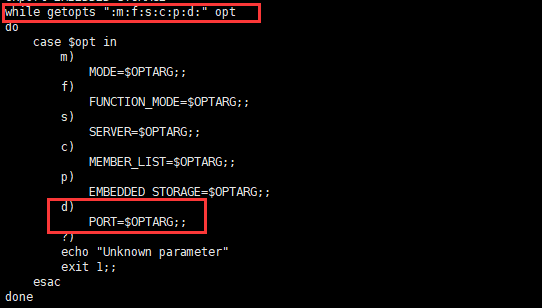 while getopts ":m:f:s:c:p:d:" opt
do
case $opt in
m)
MODE=$OPTARG;;
f)
FUNCTION_MODE=$OPTARG;;
s)
SERVER=$OPTARG;;
c)
MEMBER_LIST=$OPTARG;;
p)
EMBEDDED_STORAGE=$OPTARG;;
d)
PORT=$OPTARG;;
?)
echo "Unknown parameter"
exit 1;;
esac
done